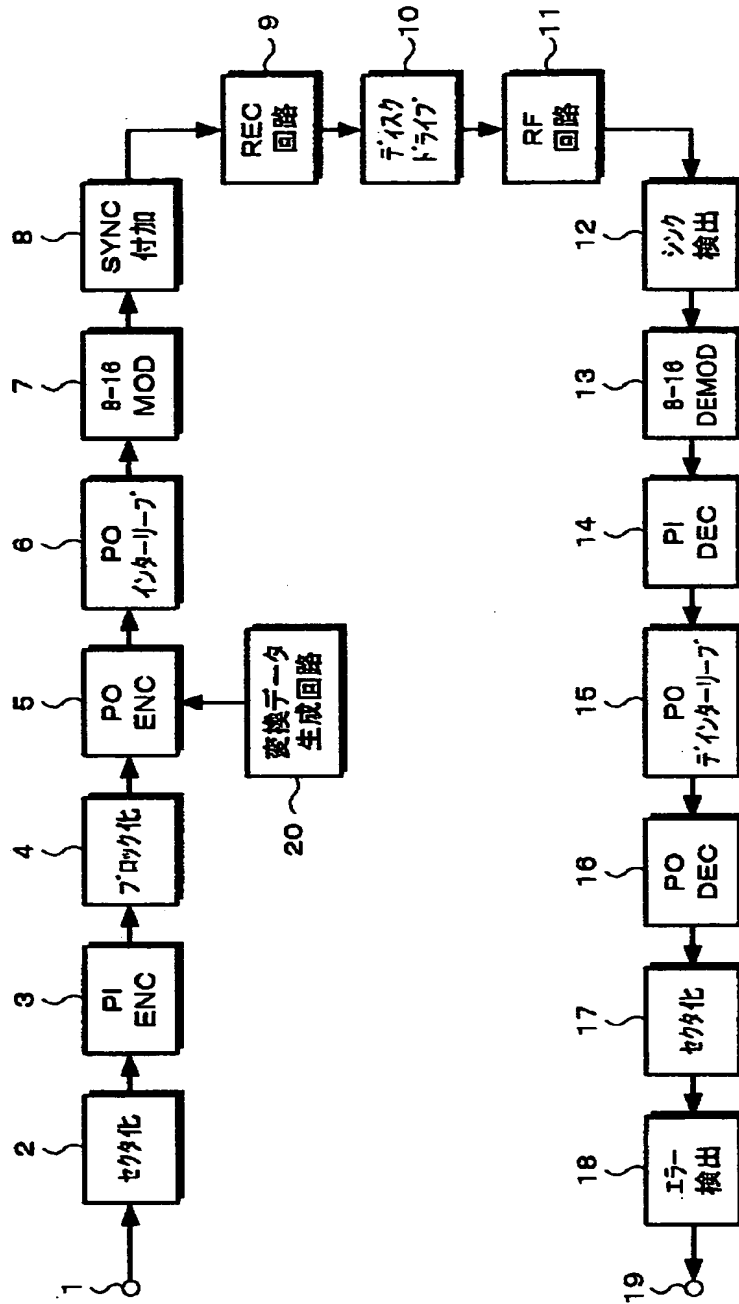 1
2
セクタ化
3
PI
ENC
4
ブロック化
5
PO
ENC
20
変換データ
生成回路
6
PO
インターリーブ
7
8-16
MOD
8
SYNC
付加
9
REC
回路
10
ディスク
ドライブ
11
RF
回路
12
シンク
検出
13
8-16
DEMOD
14
PI
DEC
15
PO
デインターリーブ
16
PO
DEC
17
セクタ化
18
エラー
検出
19